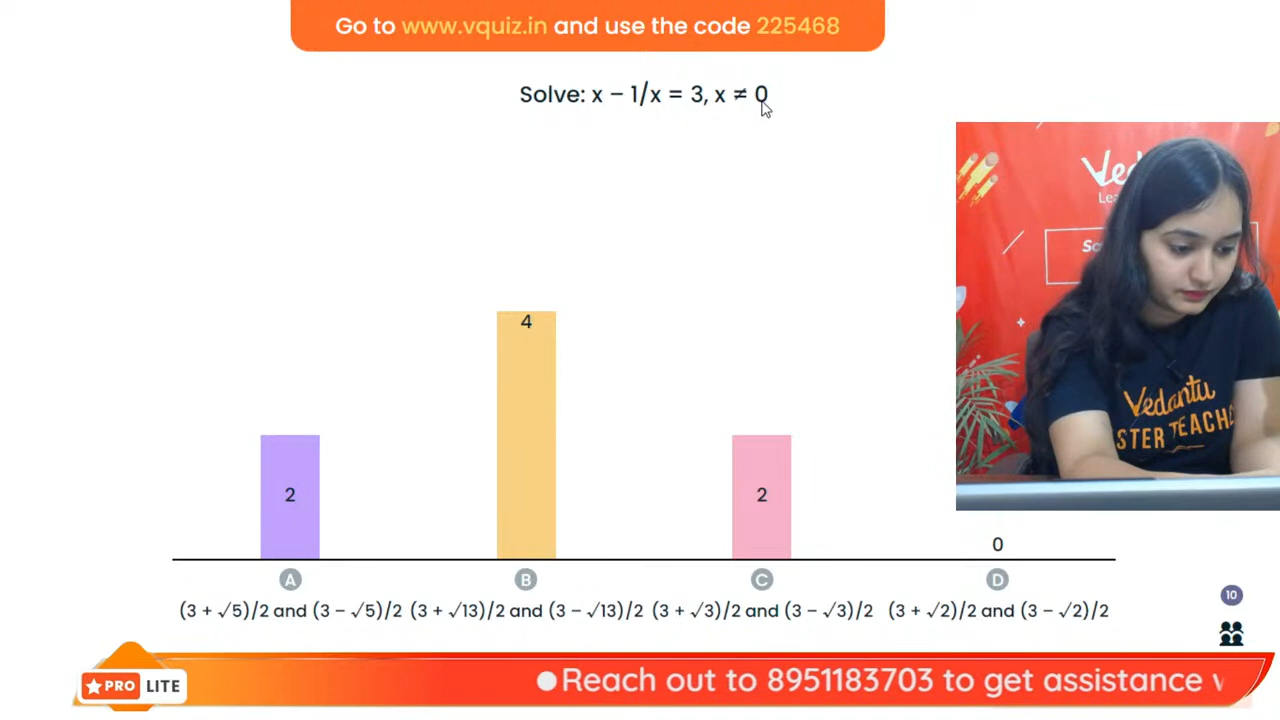 Go to www.vquiz.in and use the code 225468
Solve: x – 1/x = 3, x ≠ 0
4
2
2
0
A
B
C
D
(3 + √5)/2 and (3 – √5)/2
(3 + √13)/2 and (3 – √13)/2
(3 + √3)/2 and (3 – √3)/2
(3 + √2)/2 and (3 – √2)/2
10
Vedantu
STER TEACHE
PRO LITE
Reach out to 8951183703 to get assistance